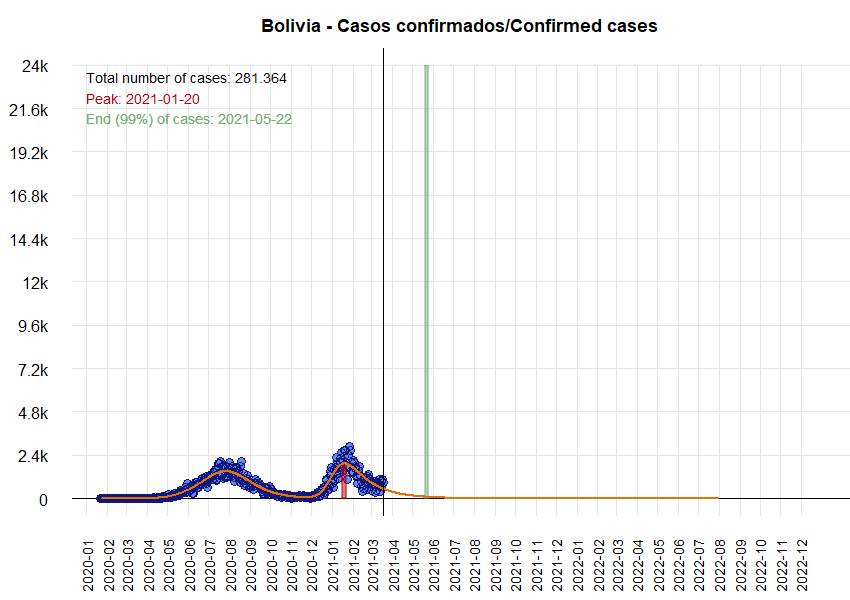 Bolivia - Casos confirmados/Confirmed cases
24k
21.6k
19.2k
16.8k
14.4k
12k
9.6k
7.2k
4.8k
2.4k
0
Total number of cases: 281.364
Peak: 2021-01-20
End (99%) of cases: 2021-05-22
2020-01
2020-02
2020-03
2020-04
2020-05
2020-06
2020-07
2020-08
2020-09
2020-10
2020-11
2020-12
2021-01
2021-02
2021-03
2021-04
2021-05
2021-06
2021-07
2021-08
2021-09
2021-10
2021-11
2021-12
2022-01
2022-02
2022-03
2022-04
2022-05
2022-06
2022-07
2022-08
2022-09
2022-10
2022-11
2022-12